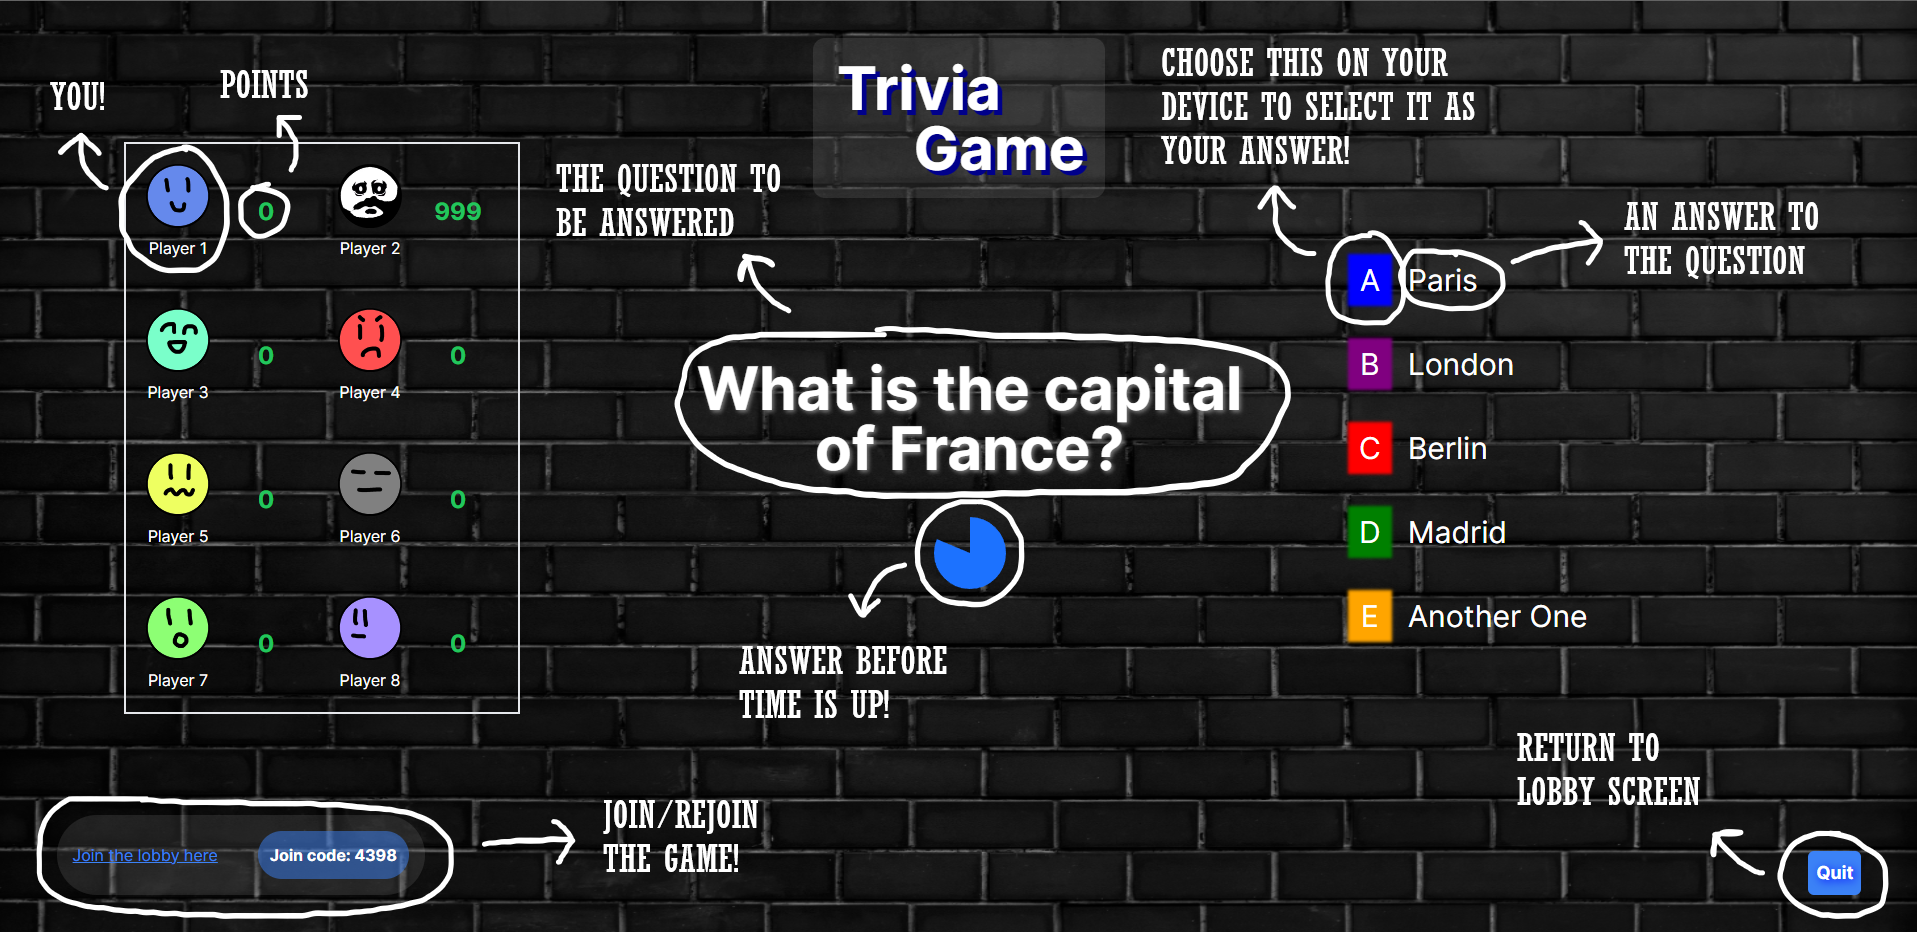 YOU!
POINTS
Trivia
Game
CHOOSE THIS ON YOUR
DEVICE TO SELECT IT AS
YOUR ANSWER!
Player 1
0
Player 2
999
Player 3
0
Player 4
0
Player 5
0
Player 6
0
Player 7
0
Player 8
0
THE QUESTION TO
BE ANSWERED
What is the capital
of France?
ANSWER BEFORE
TIME IS UP!
AN ANSWER TO
THE QUESTION
A Paris
B London
C Berlin
D Madrid
E Another One
Join the lobby here
Join code: 4398
JOIN/REJOIN
THE GAME!
RETURN TO
LOBBY SCREEN
Quit